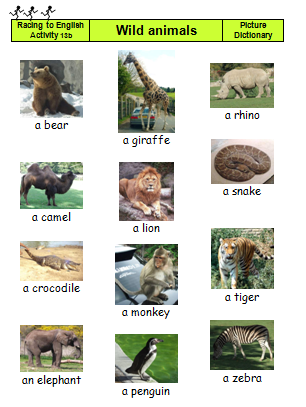 Racing to English
Activity 13b
Wild animals
Picture
Dictionary
a bear
a giraffe
a rhino
a camel
a lion
a snake
a crocodile
a monkey
a tiger
an elephant
a penguin
a zebra